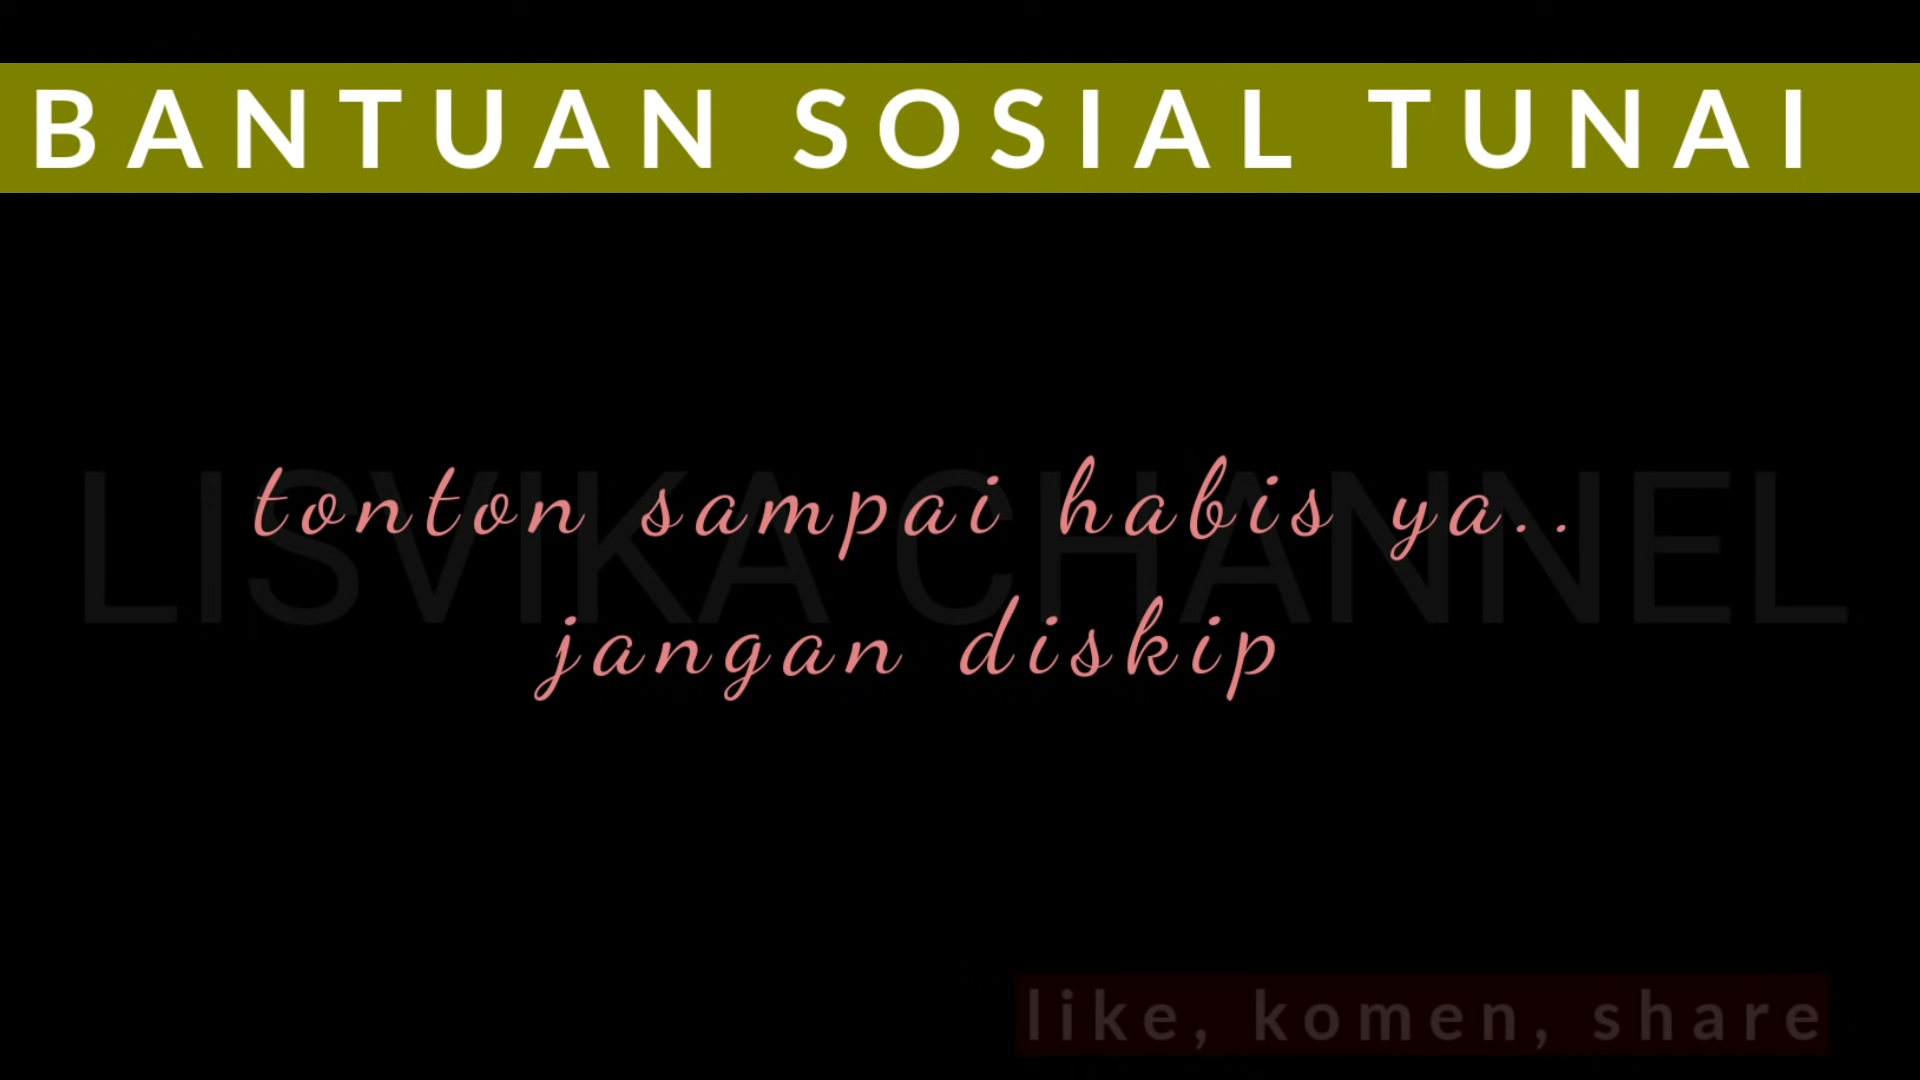 BANTUAN SOSIAL TUNAI
LISVIKA CHANNEL
tonton sampai habis ya..
jangan diskip
like, komen, share